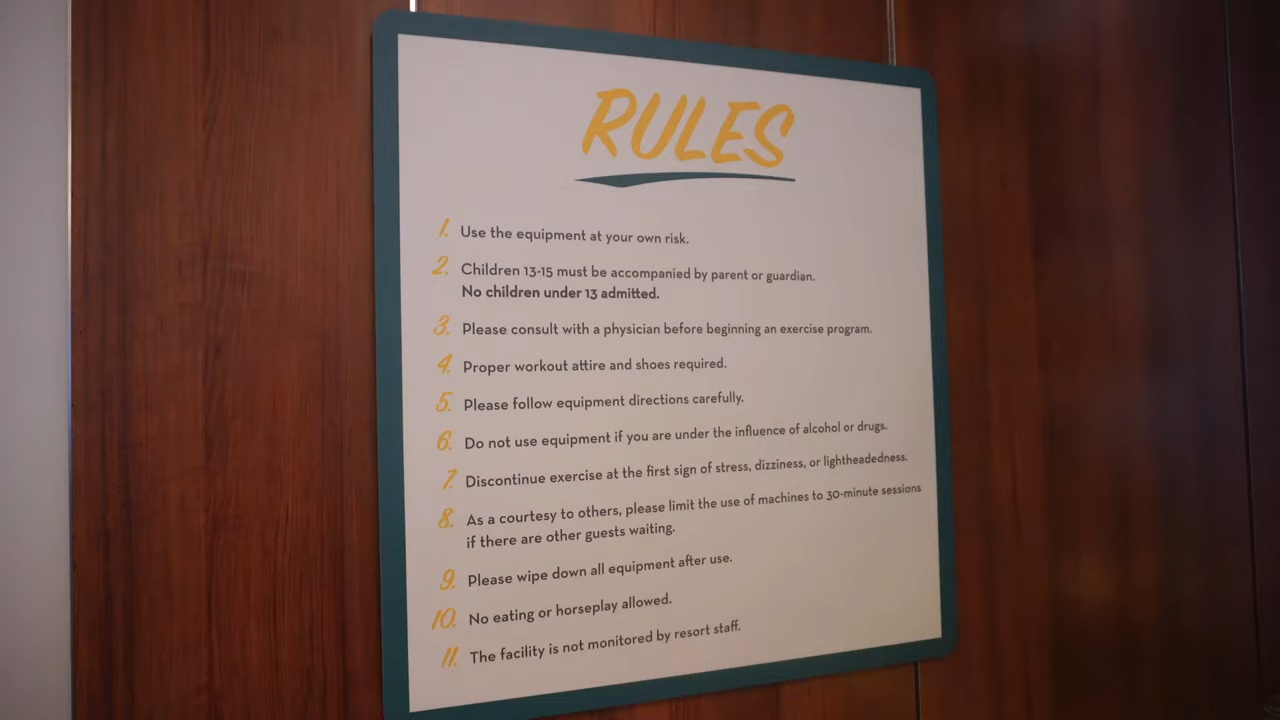 RULES
1. Use the equipment at your own risk.
2. Children 13-15 must be accompanied by parent or guardian.
No children under 13 admitted.
3. Please consult with a physician before beginning an exercise program.
4. Proper workout attire and shoes required.
5. Please follow equipment directions carefully.
6. Do not use equipment if you are under the influence of alcohol or drugs.
7. Discontinue exercise at the first sign of stress, dizziness, or lightheadedness.
8. As a courtesy to others, please limit the use of machines to 30-minute sessions
if there are other guests waiting.
9. Please wipe down all equipment after use.
10. No eating or horseplay allowed.
11. The facility is not monitored by resort staff.